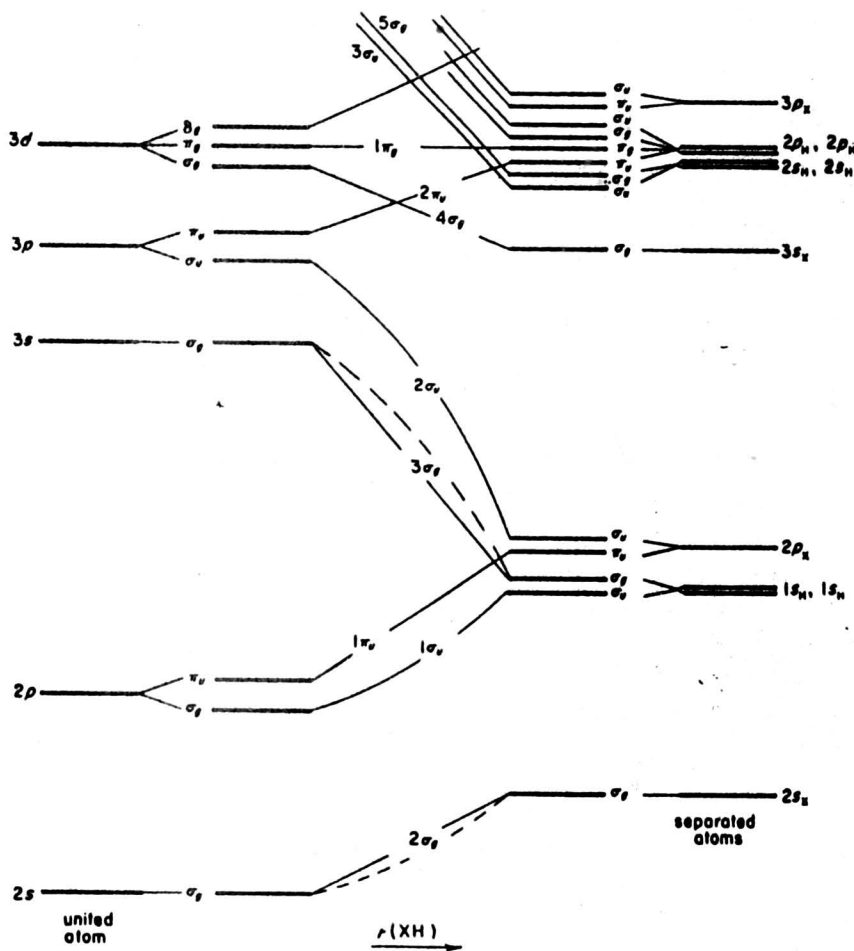 5σg
3σu
σu
πu
3pX
δg
σu
3d
πg
1πg
σg
πg
2pH, 2pH
σg
πu
2sH, 2sH
σg
σu
2πu
4σg
3p
πu
σu
σg
3sX
3s
σg
2σu
3σg
σu
πu
2pX
σg
σu
1sH, 1sH
1πu
1σu
2p
πu
σg
σg
2sX
separated
atoms
2σg
2s
σg
united
atom
r(XH)